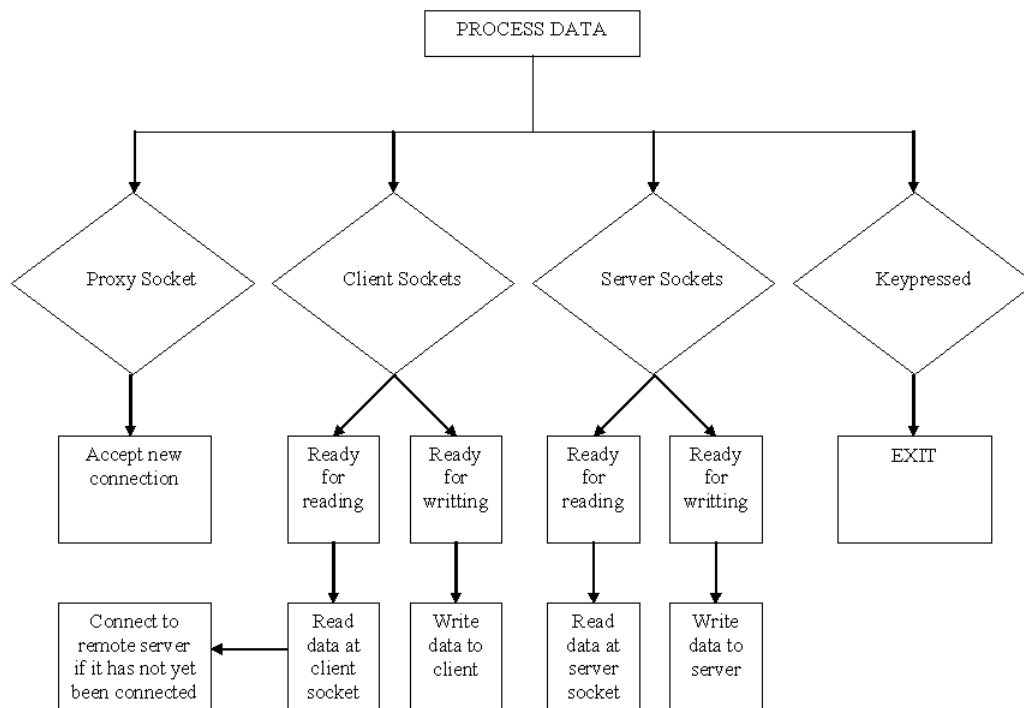 PROCESS DATA
Proxy Socket
Client Sockets
Server Sockets
Keypressed
Accept new
connection
Ready
for
reading
Ready
for
writting
Ready
for
reading
Ready
for
writting
EXIT
Connect to
remote server
if it has not yet
been connected
Read
data at
client
socket
Write
data to
client
Read
data at
server
socket
Write
data to
server